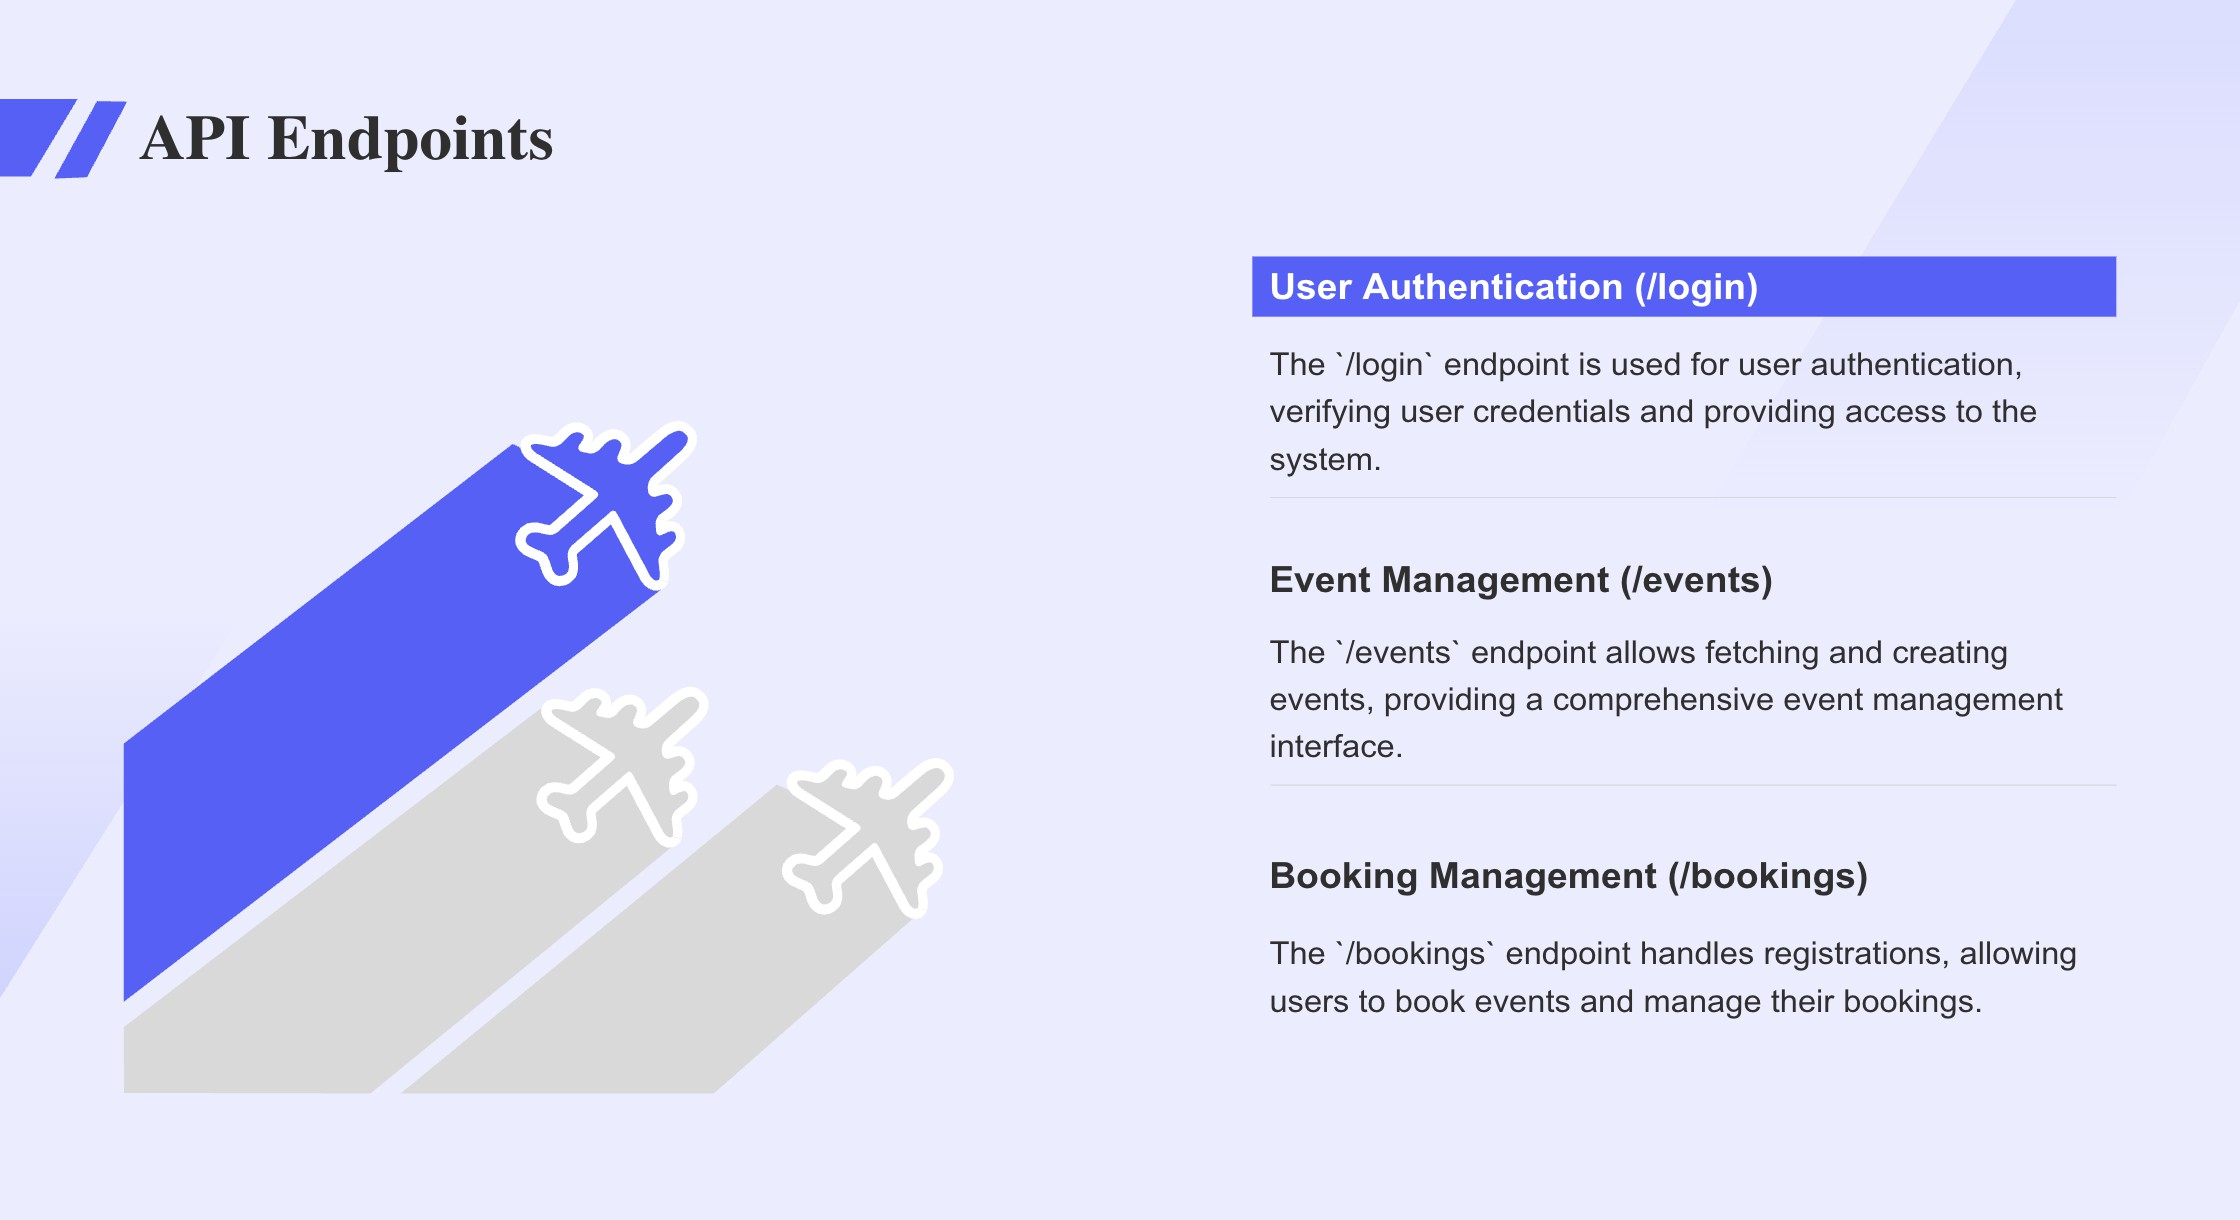 API Endpoints
User Authentication (/login)
The `/login` endpoint is used for user authentication,
verifying user credentials and providing access to the
system.
Event Management (/events)
The `/events` endpoint allows fetching and creating
events, providing a comprehensive event management
interface.
Booking Management (/bookings)
The `/bookings` endpoint handles registrations, allowing
users to book events and manage their bookings.